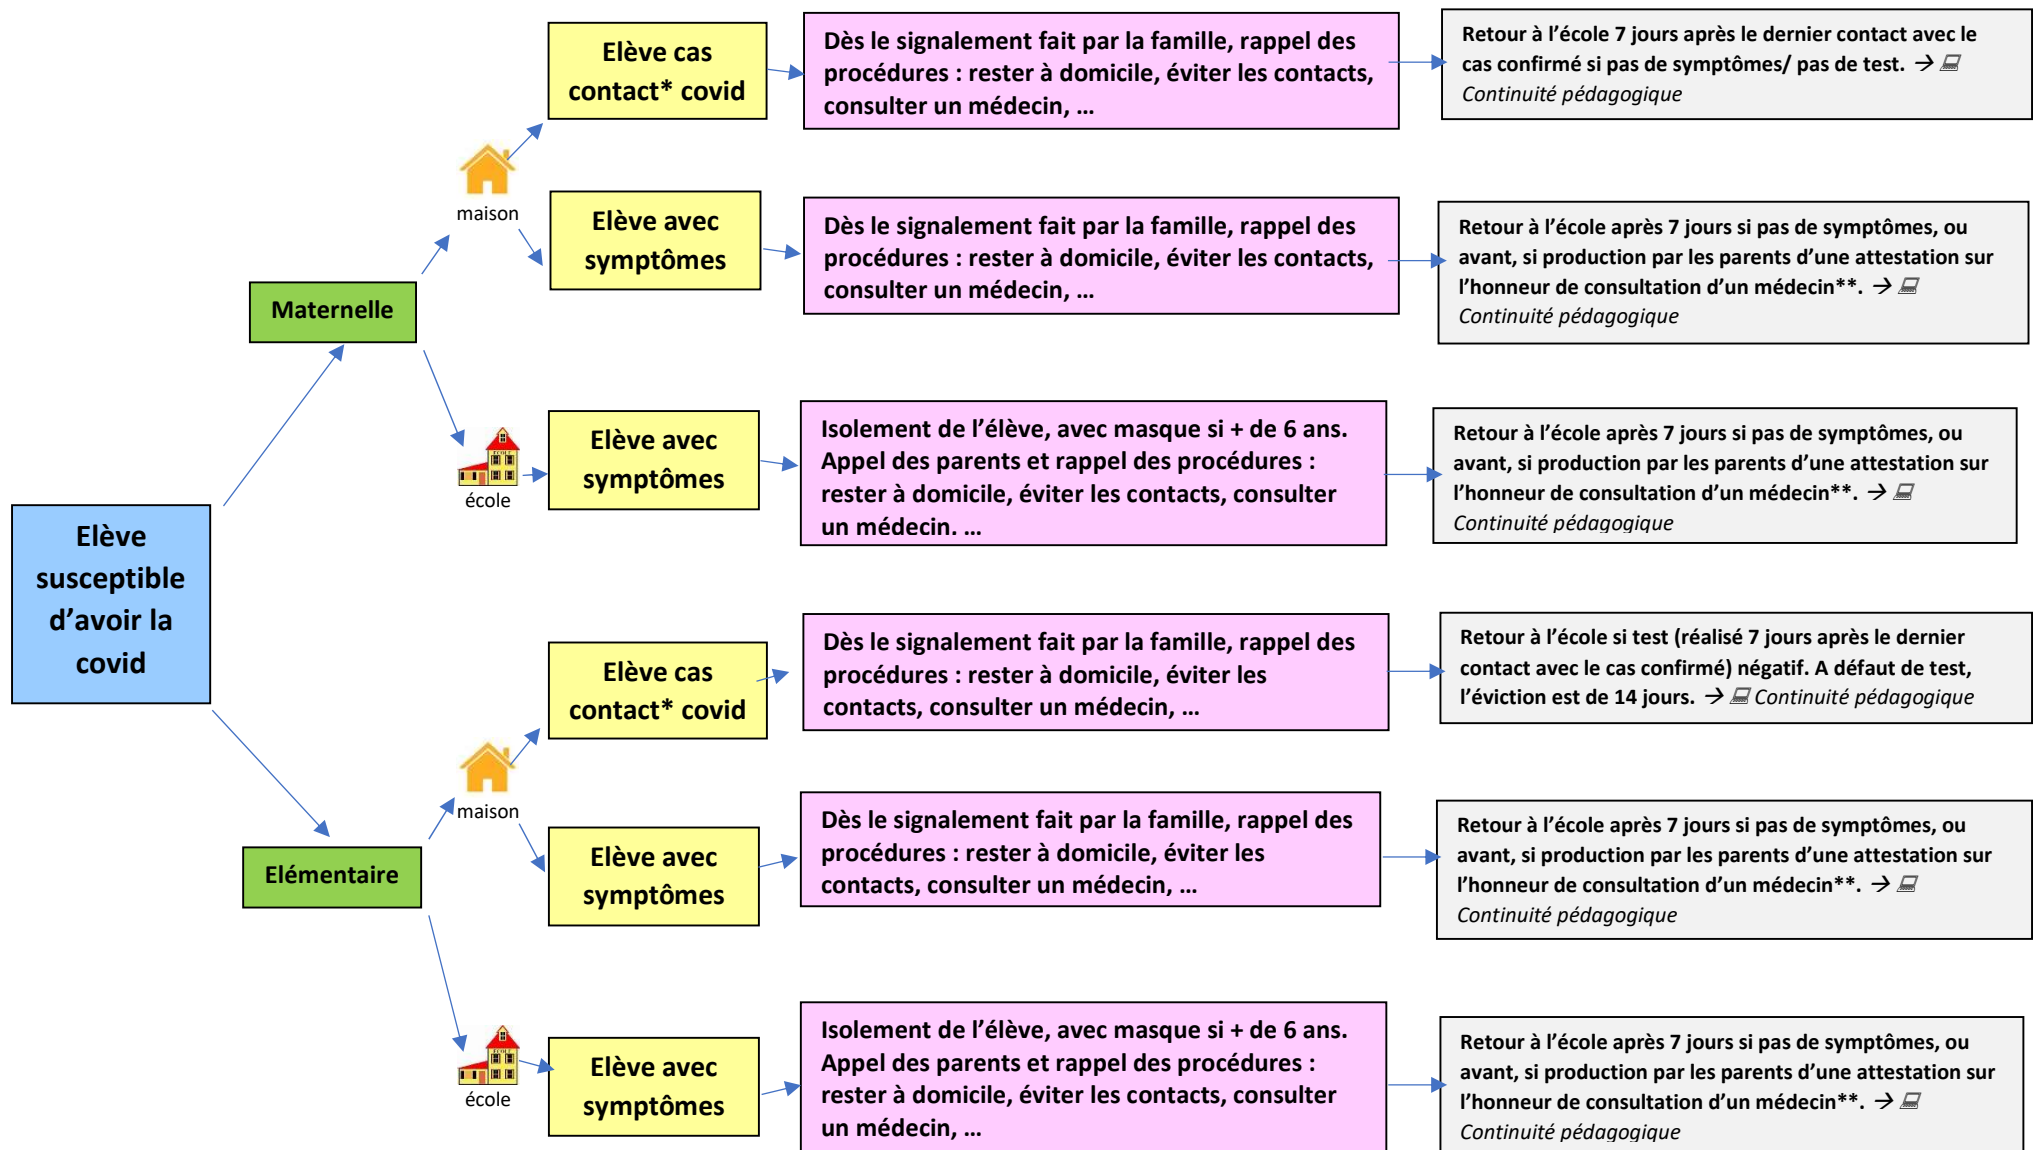 Elève
susceptible
d’avoir la
covid
Maternelle
maison
Elève cas
contact* covid
Dès le signalement fait par la famille, rappel des
procédures : rester à domicile, éviter les contacts,
consulter un médecin, …
Retour à l’école 7 jours après le dernier contact avec le
cas confirmé si pas de symptômes/ pas de test. →
Continuité pédagogique
Elève avec
symptômes
Dès le signalement fait par la famille, rappel des
procédures : rester à domicile, éviter les contacts,
consulter un médecin, …
Retour à l’école après 7 jours si pas de symptômes, ou
avant, si production par les parents d’une attestation sur
l’honneur de consultation d’un médecin**. →
Continuité pédagogique
école
Elève avec
symptômes
Isolement de l’élève, avec masque si + de 6 ans.
Appel des parents et rappel des procédures :
rester à domicile, éviter les contacts, consulter
un médecin. …
Retour à l’école après 7 jours si pas de symptômes, ou
avant, si production par les parents d’une attestation sur
l’honneur de consultation d’un médecin**. →
Continuité pédagogique
Elémentaire
maison
Elève cas
contact* covid
Dès le signalement fait par la famille, rappel des
procédures : rester à domicile, éviter les
contacts, consulter un médecin, …
Retour à l’école si test (réalisé 7 jours après le dernier
contact avec le cas confirmé) négatif. A défaut de test,
l’éviction est de 14 jours. → Continuité pédagogique
Elève avec
symptômes
Dès le signalement fait par la famille, rappel des
procédures : rester à domicile, éviter les
contacts, consulter un médecin, …
Retour à l’école après 7 jours si pas de symptômes, ou
avant, si production par les parents d’une attestation sur
l’honneur de consultation d’un médecin**. →
Continuité pédagogique
école
Elève avec
symptômes
Isolement de l’élève, avec masque si + de 6 ans.
Appel des parents et rappel des procédures :
rester à domicile, éviter les contacts, consulter
un médecin, …
Retour à l’école après 7 jours si pas de symptômes, ou
avant, si production par les parents d’une attestation sur
l’honneur de consultation d’un médecin**. →
Continuité pédagogique